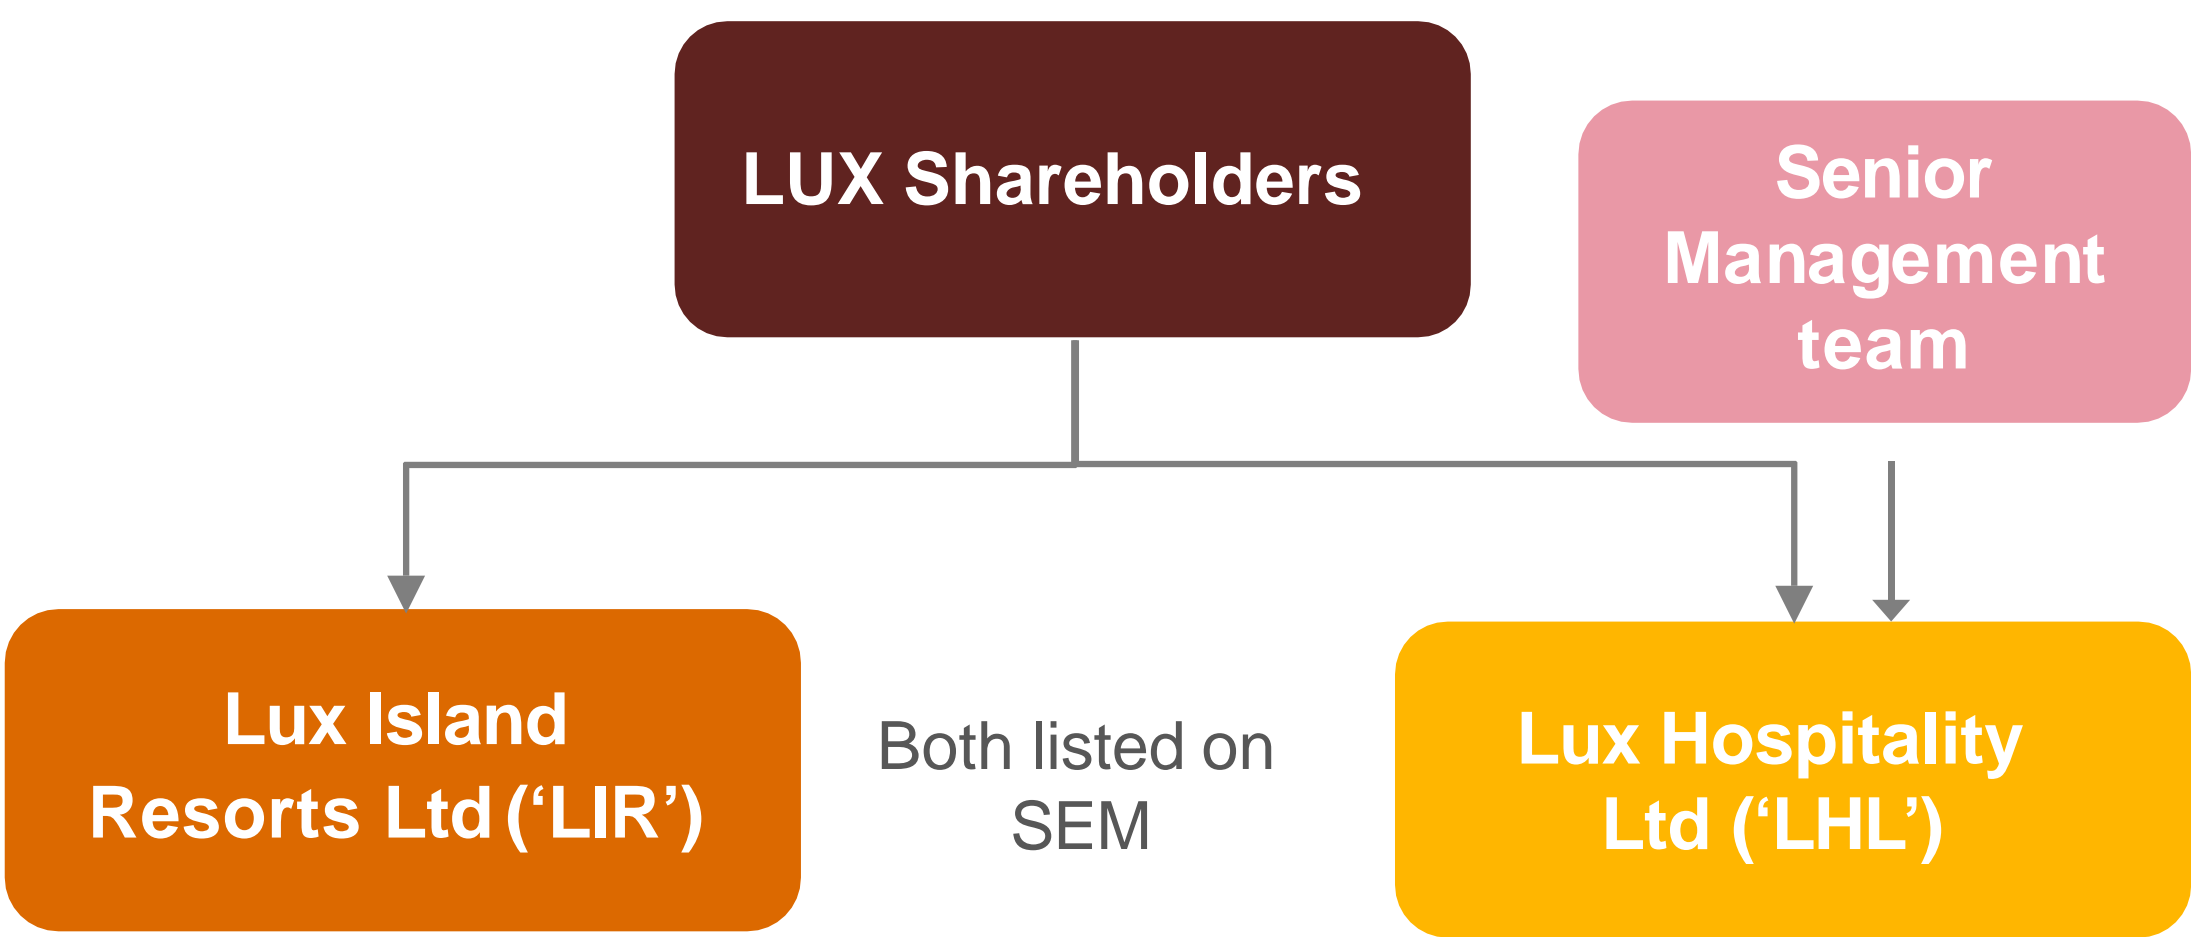 LUX Shareholders
Senior
Management
team
Lux Island
Resorts Ltd (‘LIR’)
Both listed on
SEM
Lux Hospitality
Ltd (‘LHL’)